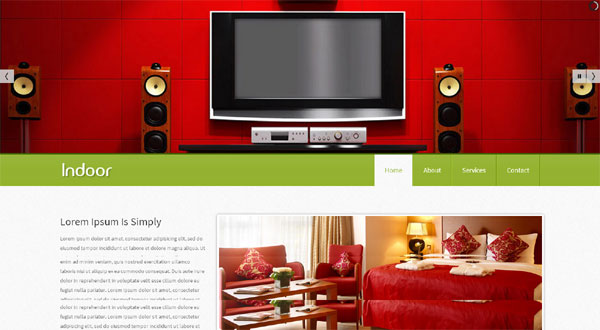 Indoor
Home
About
Services
Contact
Lorem Ipsum Is Simply
Lorem ipsum dolor sit amet, consectetur adipiscing elit, sed do
eiusmod tempor incididunt ut labore et dolore magna aliqua. Ut
enim ad minim veniam, quis nostrud exercitation ullamco
laboris nisi ut aliquip ex ea commodo consequat. Duis aute irure
dolor in reprehenderit in voluptate velit esse cillum dolore eu
fugiat nulla pariatur. Lorem ipsum dolor sit amet, consectetur
adipiscing elit, sed do eiusmod tempor incididunt ut labore et
dolor in reprehenderit in voluptate velit esse cillum dolore eu
fugiat nulla pariatur. Lorem ipsum dolor sit amet, consectetur